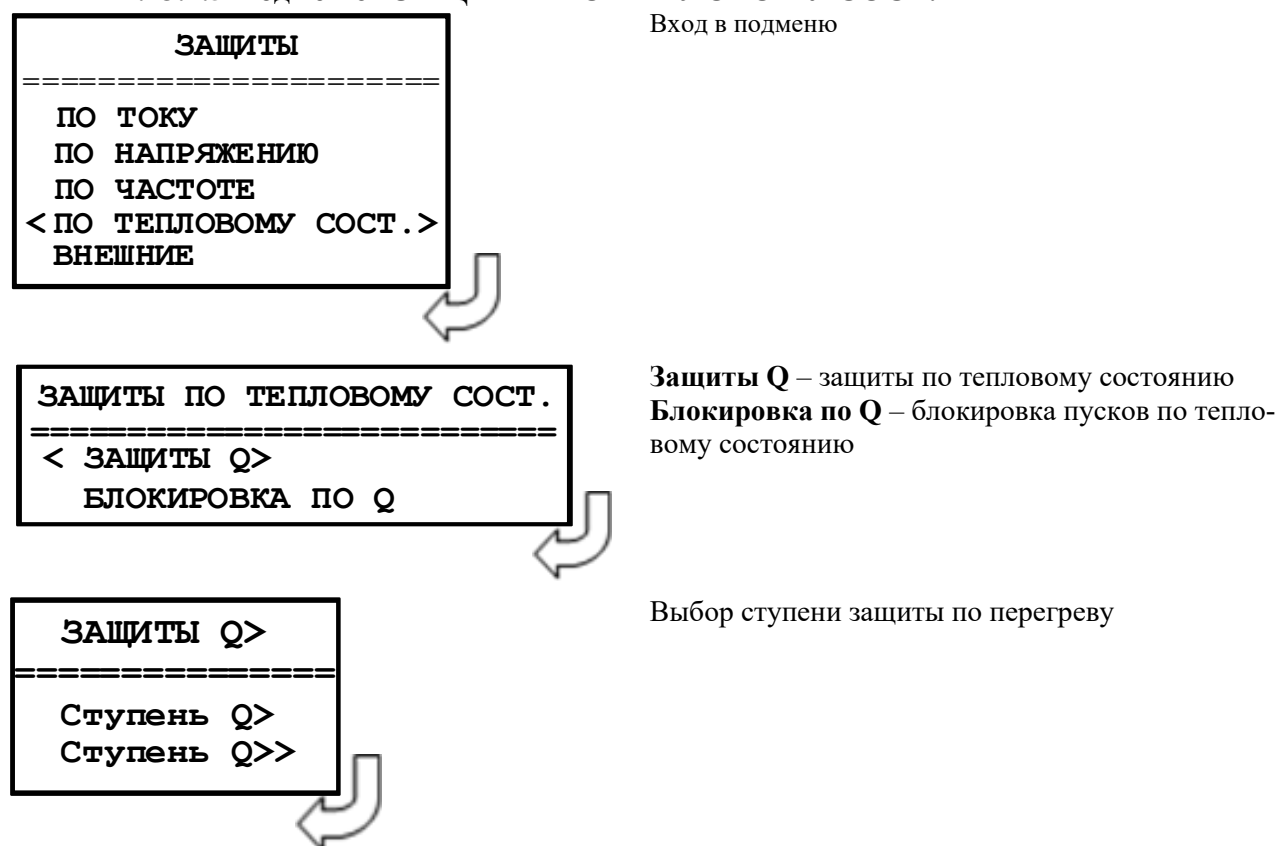 Вход в подменю
ЗАЩИТЫ
======================
ПО ТОКУ
ПО НАПРЯЖЕНИЮ
ПО ЧАСТОТЕ
<ПО ТЕПЛОВОМУ СОСТ.>
ВНЕШНИЕ
ЗАЩИТЫ ПО ТЕПЛОВОМУ СОСТ.
===========================
< ЗАЩИТЫ Q>
БЛОКИРОВКА ПО Q
Защиты Q – защиты по тепловому состоянию
Блокировка по Q – блокировка пусков по тепло-
вому состоянию
ЗАЩИТЫ Q>
===============
Ступень Q>
Ступень Q>>
Выбор ступени защиты по перегреву